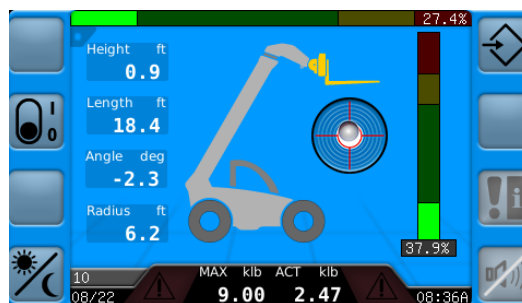 27.4%
Height ft
0.9
Length ft
18.4
Angle deg
-2.3
Radius ft
6.2
I
0
37.9%
10
MAX klb ACT klb
08/22 9.00 2.47 08:36A